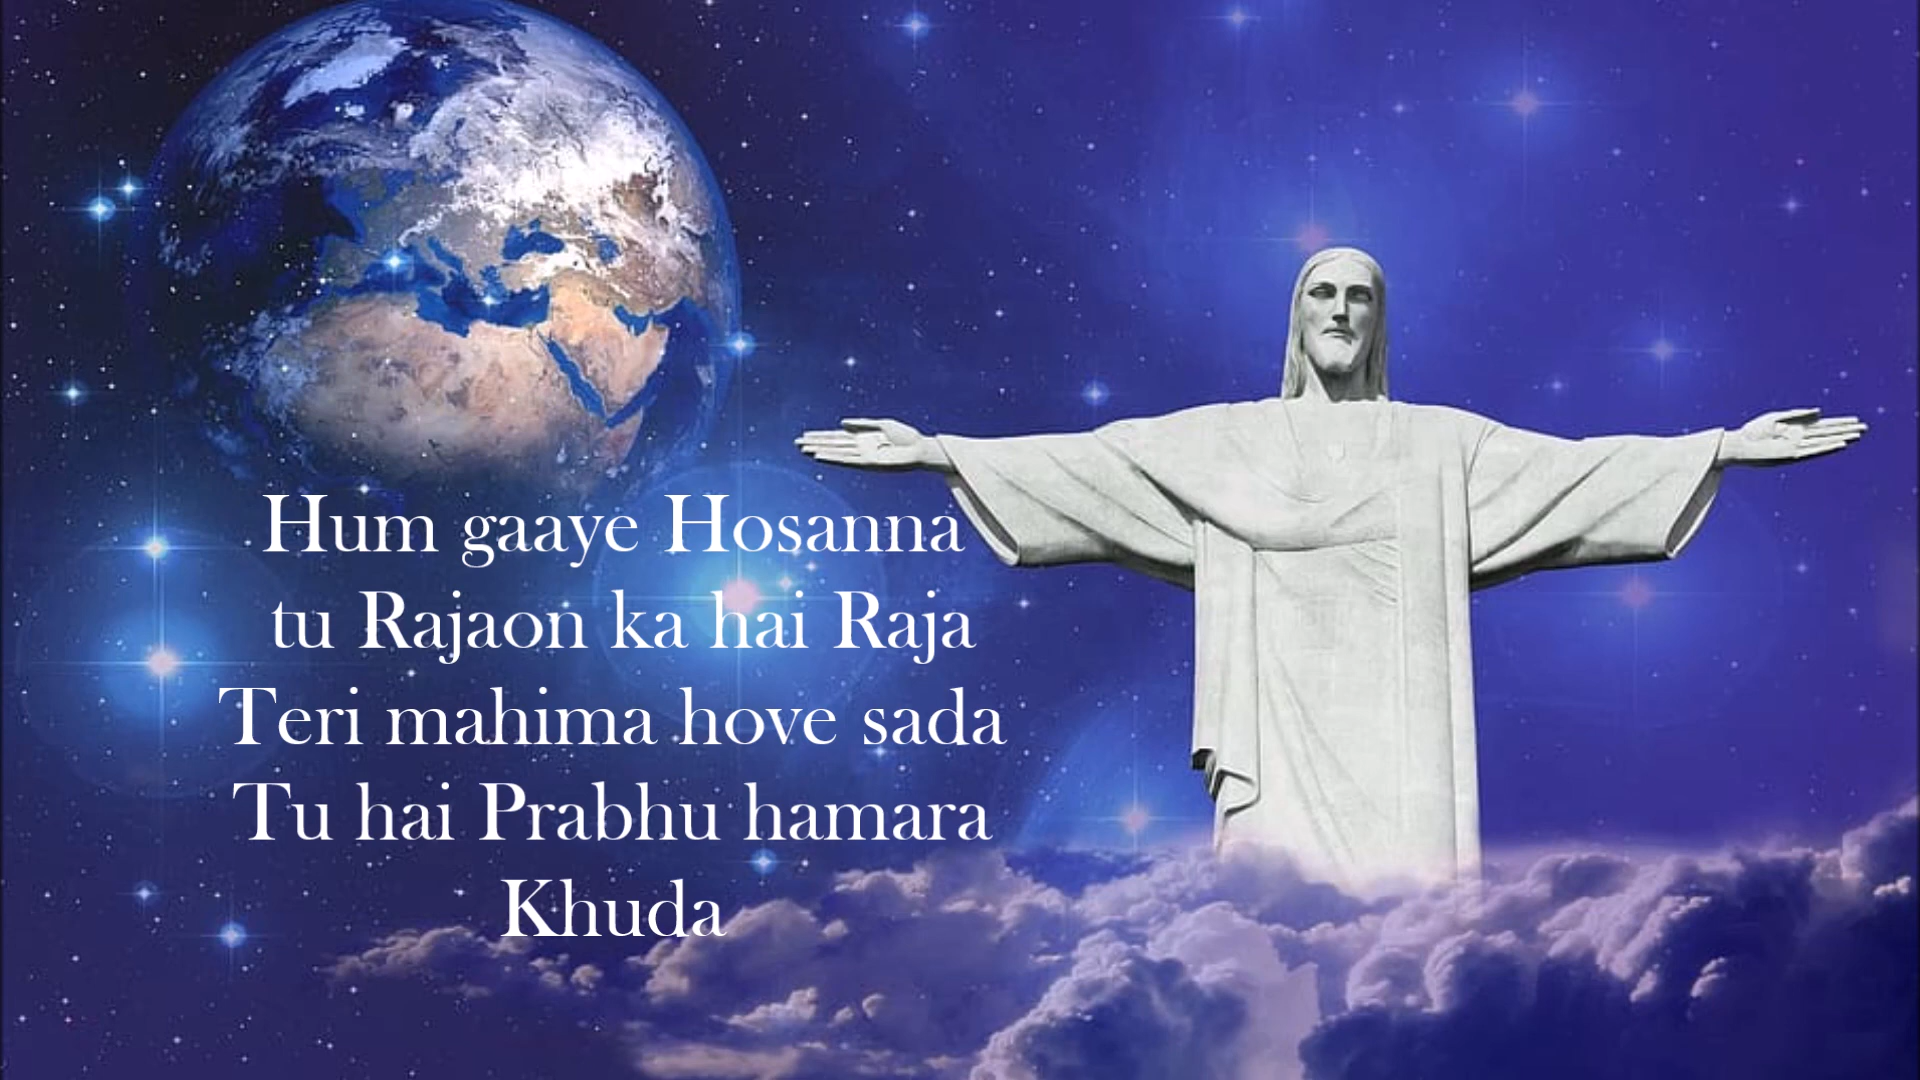 Hum gaaye Hosanna
tu Rajaon ka hai Raja
Teri mahima hove sada
Tu hai Prabhu hamara
Khuda